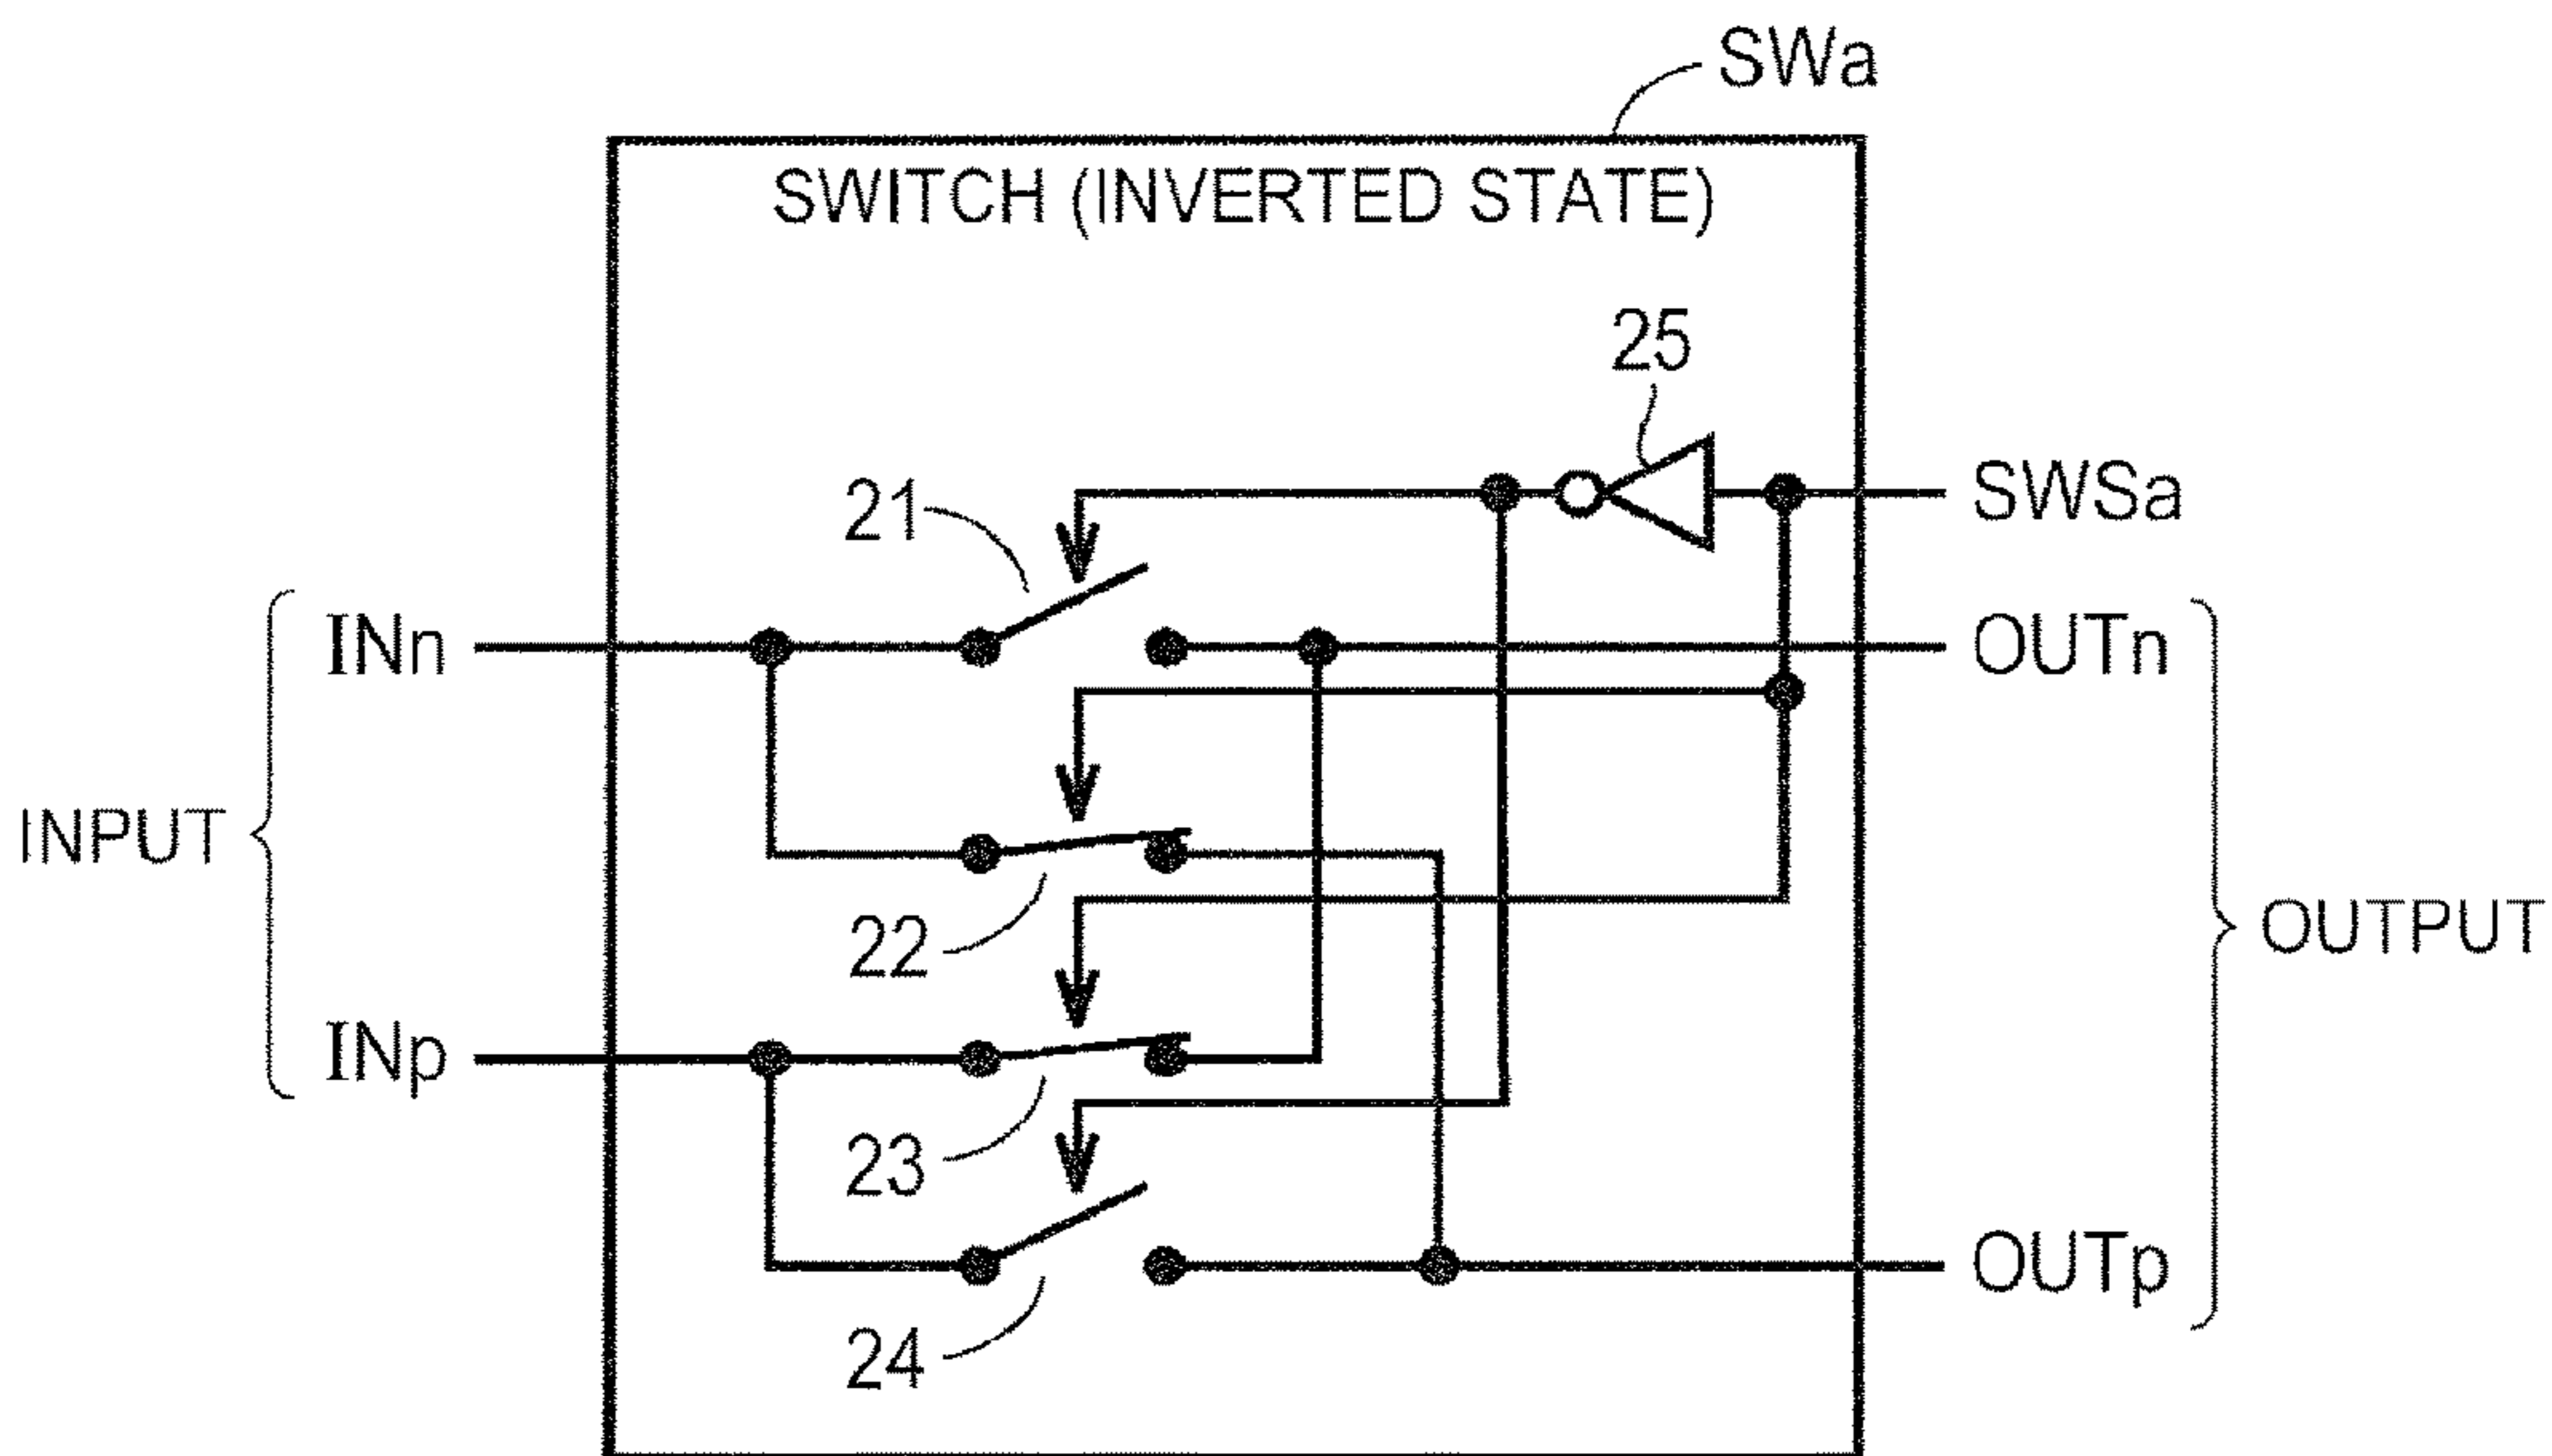 SWa
SWITCH (INVERTED STATE)
25
21
SWSa
INn
OUTn
INPUT
22
OUTPUT
INp
23
OUTp
24